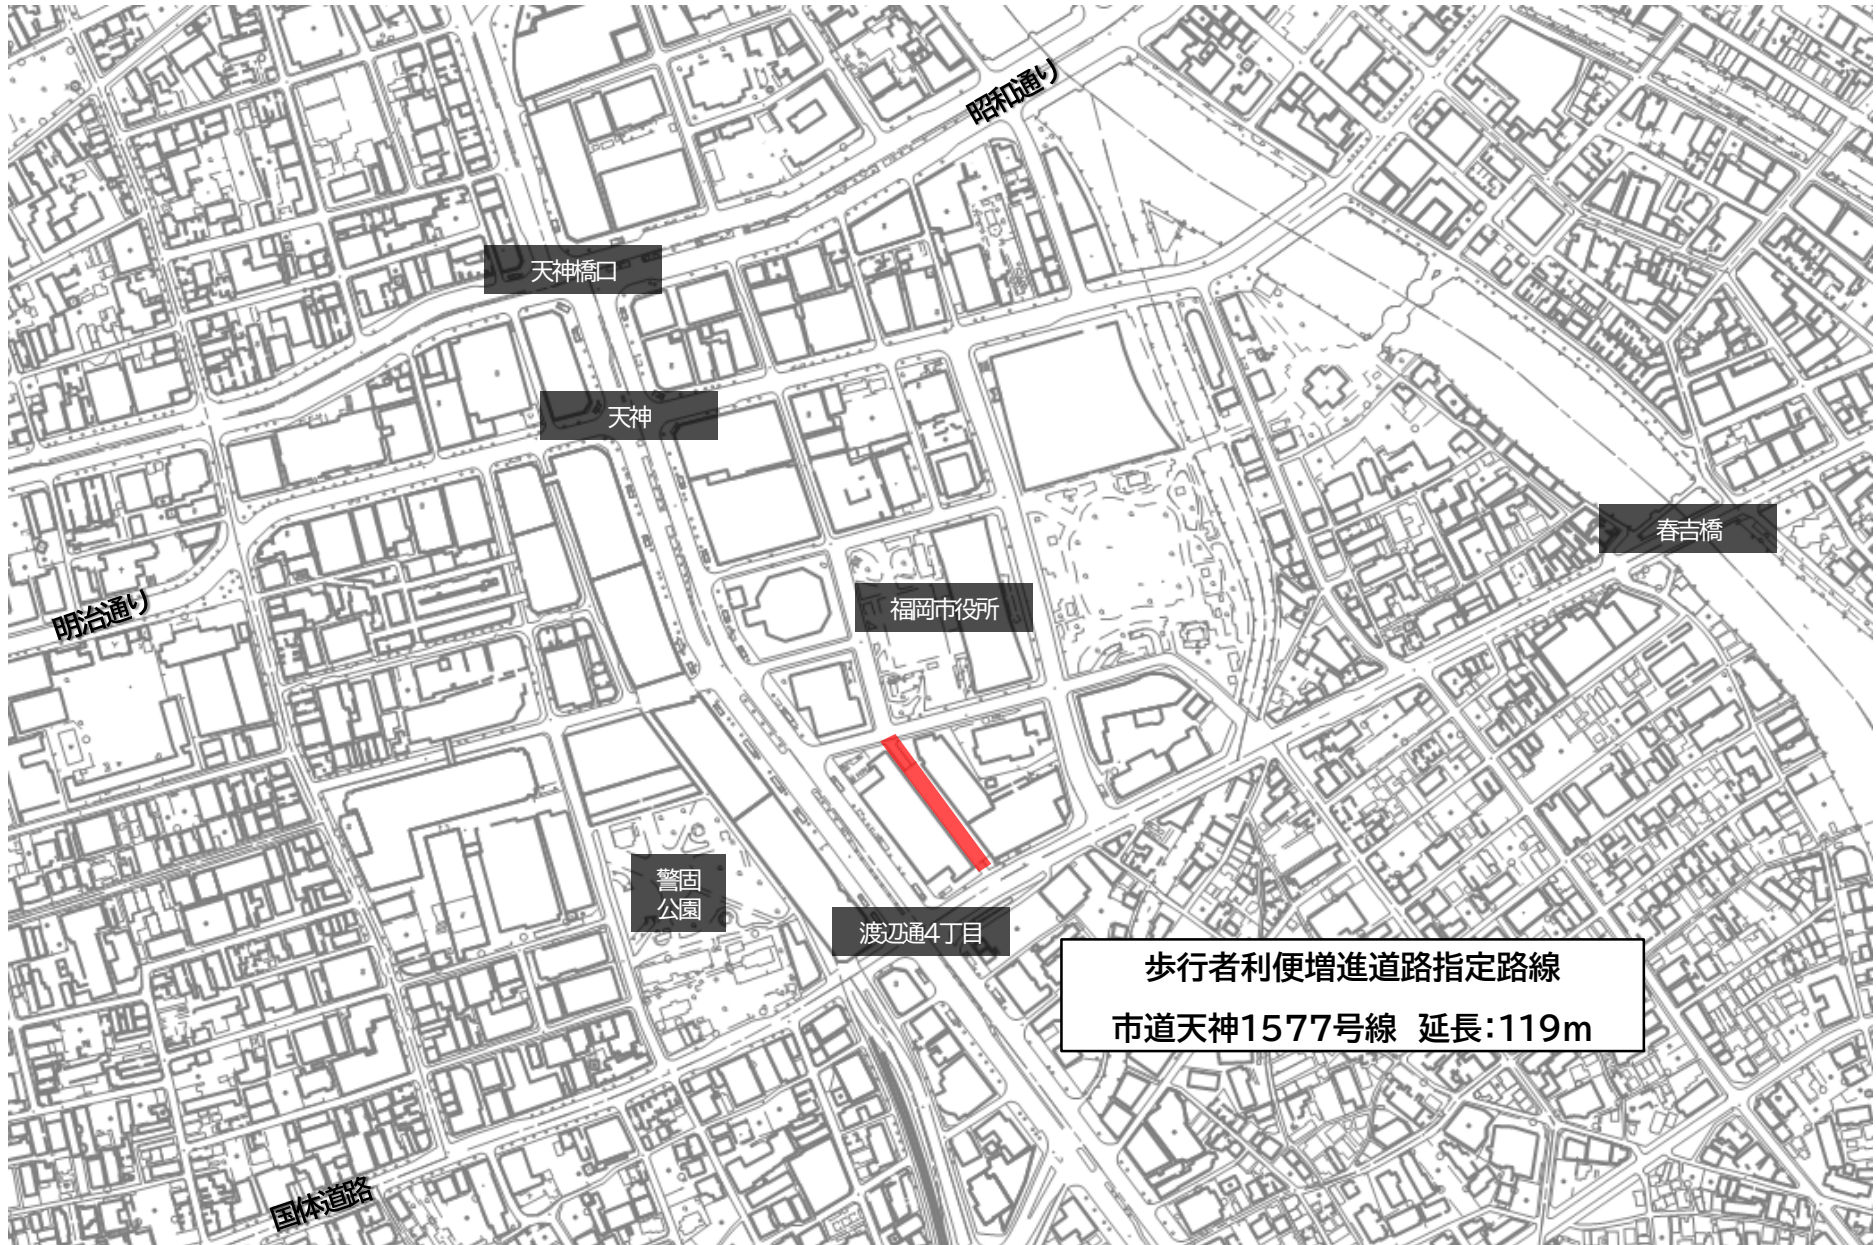 昭和通り
天神橋口
天神
春吉橋
明治通り
福岡市役所
警固
公園
渡辺通4丁目
歩行者利便増進道路指定路線
市道天神1577号線 延長:119m
国体道路